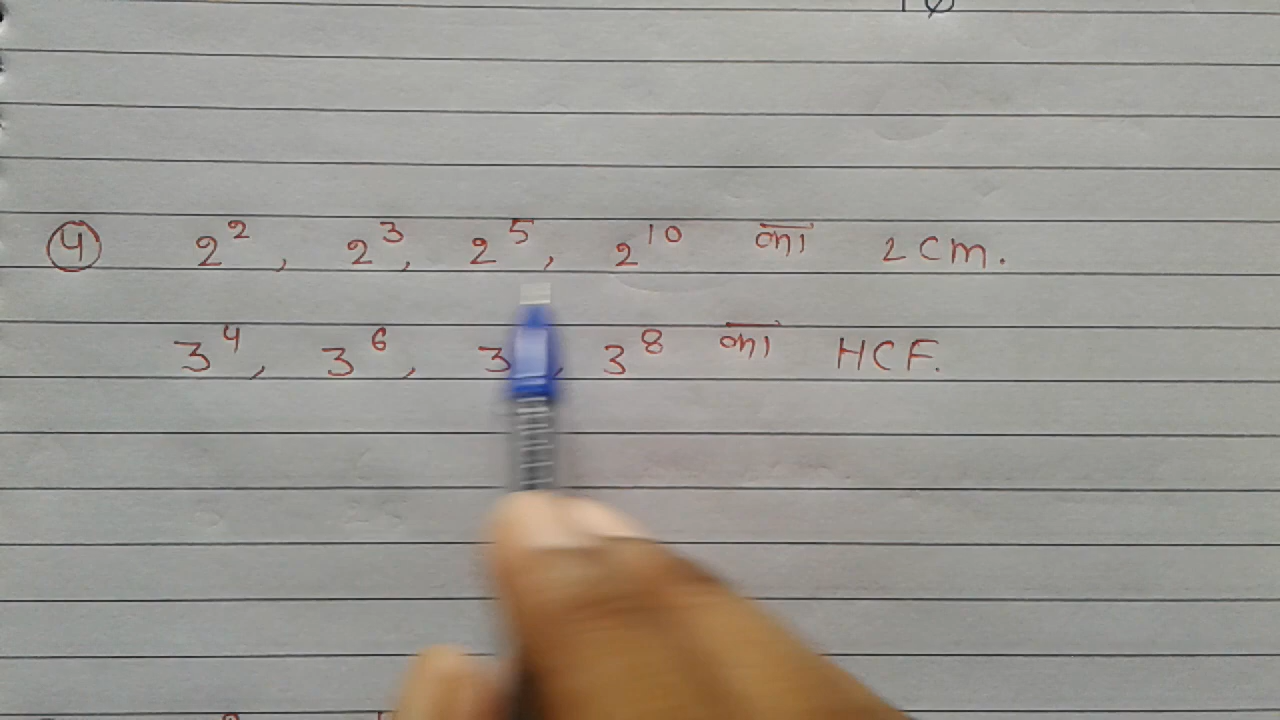 ④ 2², 2³, 2⁵, 2¹⁰ का LCM.
3⁴, 3⁶, 3 , 3⁸ का HCF.